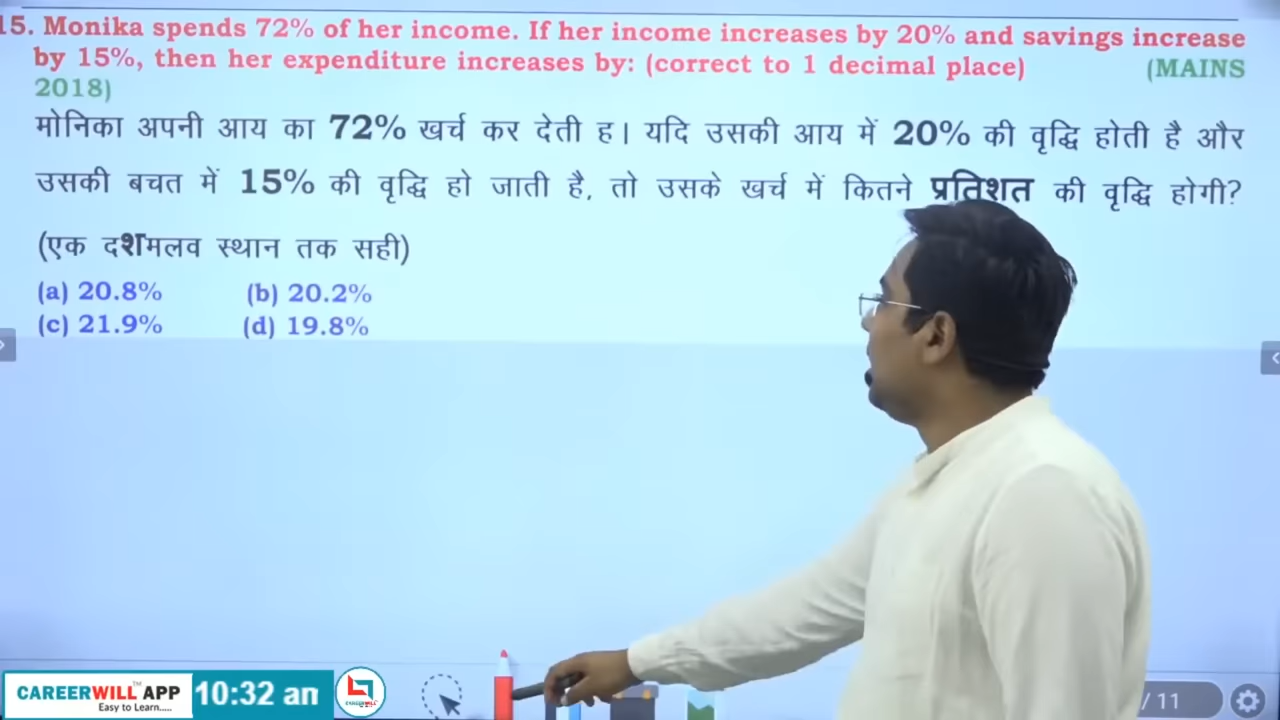 15. Monika spends 72% of her income. If her income increases by 20% and savings increase
by 15%, then her expenditure increases by: (correct to 1 decimal place) (MAINS
2018)
मोनिका अपनी आय का 72% खर्च कर देती ह। यदि उसकी आय में 20% की वृद्धि होती है और
उसकी बचत में 15% की वृद्धि हो जाती है, तो उसके खर्च में कितने प्रतिशत की वृद्धि होगी?
(एक दशमलव स्थान तक सही)
(a) 20.8% (b) 20.2%
(c) 21.9% (d) 19.8%
CAREERWILL APP
Easy to Learn.....
10:32 an
CAREERWILL
/ 11